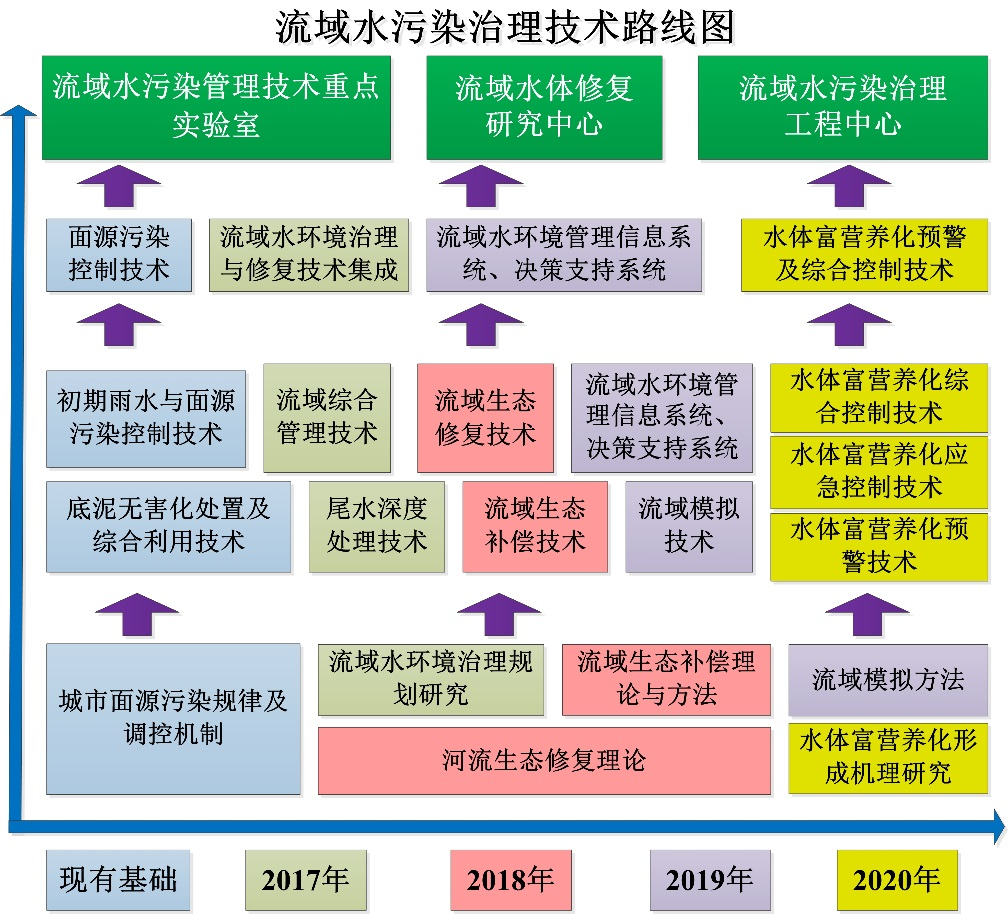 流域水污染治理技术路线图
流域水污染管理技术重点
实验室
流域水体修复
研究中心
流域水污染治理
工程中心
面源污染
控制技术
流域水环境治理
与修复技术集成
流域水环境管理信息系
统、决策支持系统
水体富营养化预警
及综合控制技术
初期雨水与面源
污染控制技术
流域综合
管理技术
流域生态
修复技术
流域水环境管
理信息系统、
决策支持系统
水体富营养化综
合控制技术
水体富营养化应
急控制技术
水体富营养化预
警技术
底泥无害化处置及
综合利用技术
尾水深度
处理技术
流域生态
补偿技术
流域模拟
技术
城市面源污染规律及
调控机制
流域水环境治理规
划研究
流域生态补偿理
论与方法
流域模拟方法
河流生态修复理论
水体富营养化形
成机理研究
现有基础
2017年
2018年
2019年
2020年